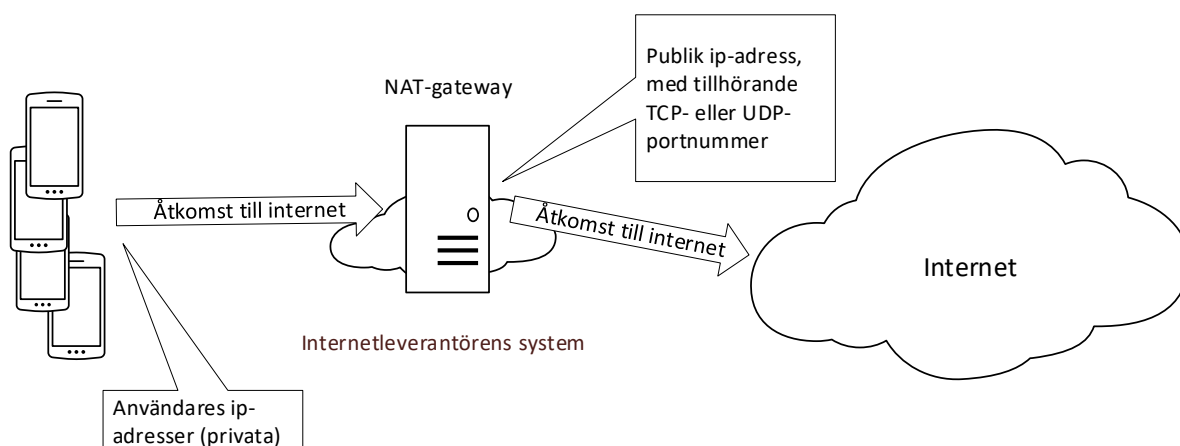 Publik ip-adress,
med tillhörande
TCP- eller UDP-
portnummer
NAT-gateway
Åtkomst till internet
Åtkomst till internet
Internet
Internetleverantörens system
Användares ip-
adresser (privata)